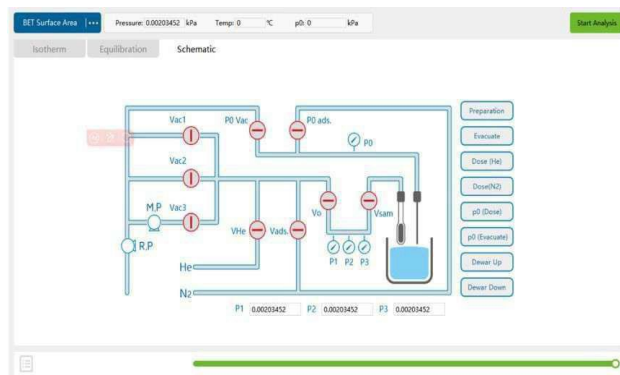 BET Surface Area
Pressure: 0.00203452 kPa Temp: 0 ℃ p0: 0 kPa
Start Analysis
Isotherm Equilibration Schematic
Vac1 P0 Vac P0 ads.
P0
Vac2
M.P Vac3
Vo Vsam
VHe Vads.
R.P
P1 P2 P3
He
N2
P1 0.00203452 P2 0.00203452 P3 0.00203452
Preparation
Evacuate
Dose (He)
Dose(N2)
p0 (Dose)
p0 (Evacuate)
Dewar Up
Dewar Down